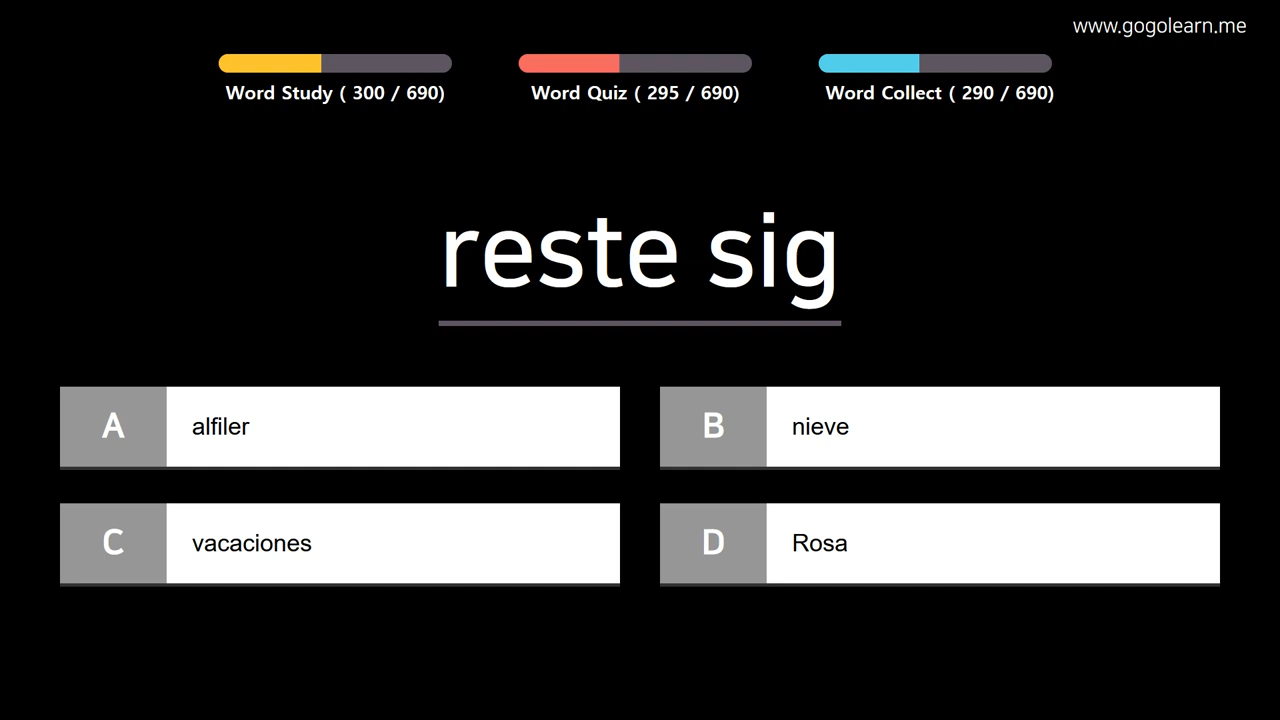 www.gogolearn.me
Word Study ( 300 / 690)
Word Quiz ( 295 / 690)
Word Collect ( 290 / 690)
reste sig
A alfiler
B nieve
C vacaciones
D Rosa